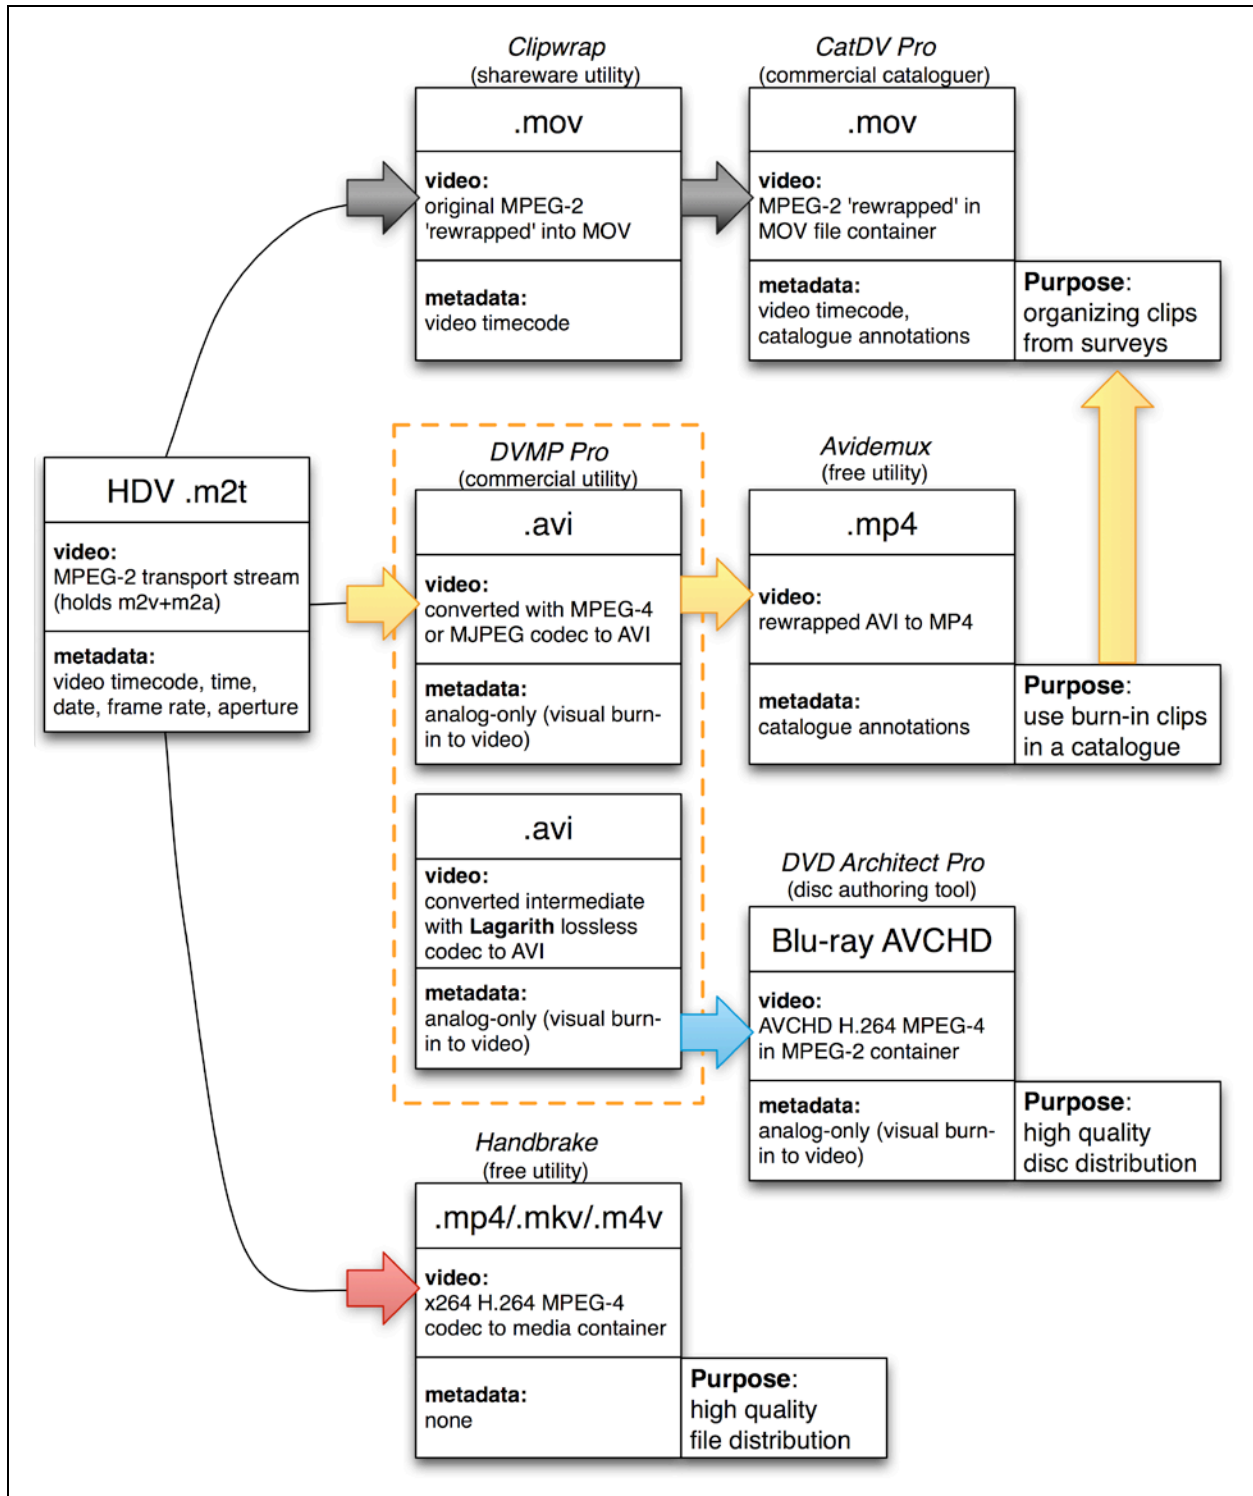 Clipwrap
(shareware utility)
.mov
video:
original MPEG-2
'rewrapped' into MOV
metadata:
video timecode
CatDV Pro
(commercial cataloguer)
.mov
video:
MPEG-2 'rewrapped' in
MOV file container
metadata:
video timecode,
catalogue annotations
Purpose:
organizing clips
from surveys
HDV .m2t
video:
MPEG-2 transport stream
(holds m2v+m2a)
metadata:
video timecode, time,
date, frame rate, aperture
DVMP Pro
(commercial utility)
.avi
video:
converted with MPEG-4
or MJPEG codec to AVI
metadata:
analog-only (visual burn-
in to video)
Avidemux
(free utility)
.mp4
video:
rewrapped AVI to MP4
metadata:
catalogue annotations
Purpose:
use burn-in clips
in a catalogue
.avi
video:
converted intermediate
with Lagarith lossless
codec to AVI
metadata:
analog-only (visual burn-
in to video)
DVD Architect Pro
(disc authoring tool)
Blu-ray AVCHD
video:
AVCHD H.264 MPEG-4
in MPEG-2 container
metadata:
analog-only (visual burn-
in to video)
Purpose:
high quality
disc distribution
Handbrake
(free utility)
.mp4/.mkv/.m4v
video:
x264 H.264 MPEG-4
codec to media container
metadata:
none
Purpose:
high quality
file distribution